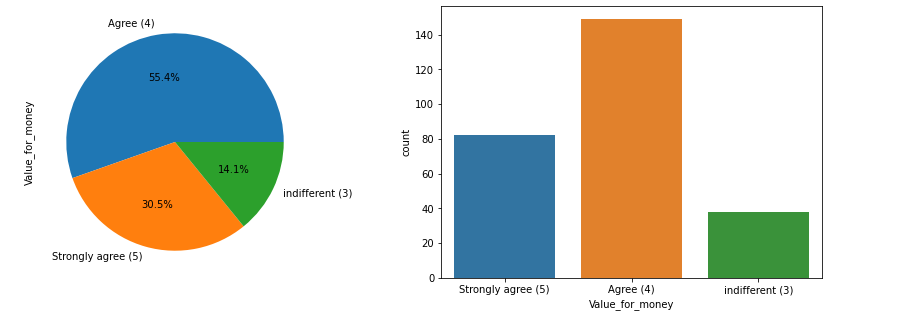 Agree (4)
55.4%
Value_for_money
14.1%
indifferent (3)
30.5%
Strongly agree (5)
140
120
100
80
60
40
20
0
count
Strongly agree (5)
Agree (4)
indifferent (3)
Value_for_money